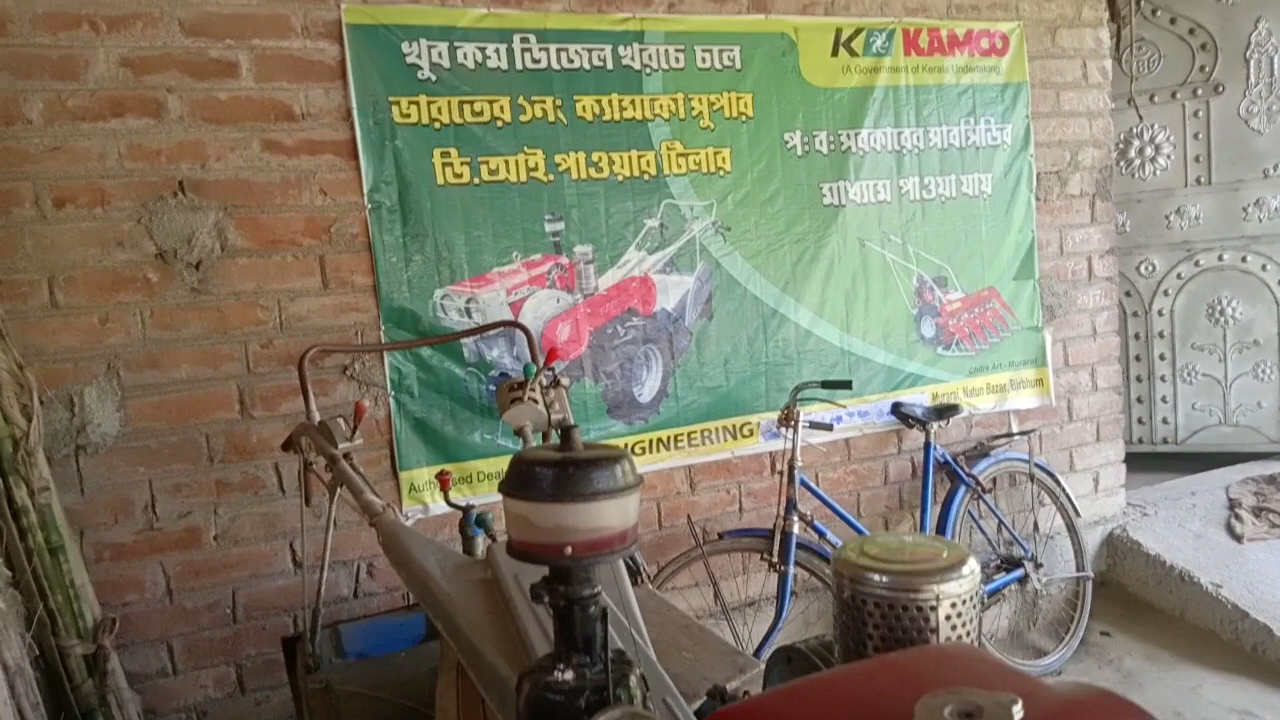 খুব কম ডিজেল খরচে চলে
ভারতের ১নং ক্যামকো সুপার
ডি.আই. পাওয়ার টিলার
KAMCO
(A Government of Kerala Undertaking)
প: ব: সরকারের সাবসিডির
মাধ্যমে পাওয়া যায়
Chitra Art - Murarai
Murarai, Natun Bazar, Birbhum